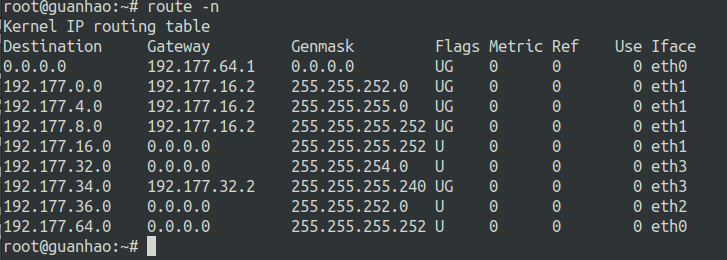 root@guanhao:~# route -n
Kernel IP routing table
Destination     Gateway         Genmask         Flags Metric Ref    Use Iface
0.0.0.0         192.177.64.1    0.0.0.0         UG    0      0        0 eth0
192.177.0.0     192.177.16.2    255.255.252.0   UG    0      0        0 eth1
192.177.4.0     192.177.16.2    255.255.255.0   UG    0      0        0 eth1
192.177.8.0     192.177.16.2    255.255.255.252 UG    0      0        0 eth1
192.177.16.0    0.0.0.0         255.255.255.252 U     0      0        0 eth1
192.177.32.0    0.0.0.0         255.255.254.0   U     0      0        0 eth3
192.177.34.0    192.177.32.2    255.255.255.240 UG    0      0        0 eth3
192.177.36.0    0.0.0.0         255.255.252.0   U     0      0        0 eth2
192.177.64.0    0.0.0.0         255.255.255.252 U     0      0        0 eth0
root@guanhao:~#